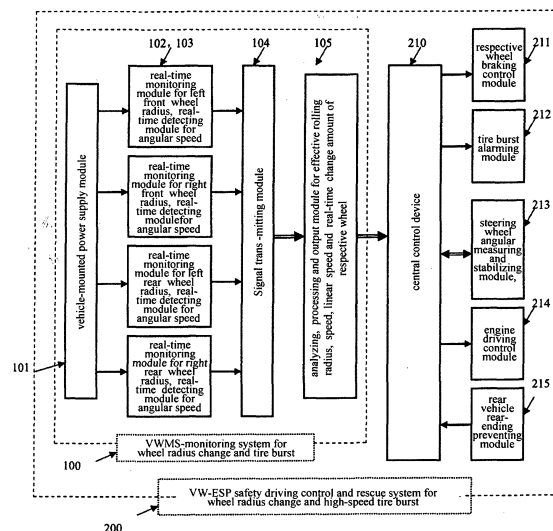 102, 103
104
105
210
211
respective
wheel
braking
control
module
real-time
monitoring
module for left
front wheel
radius, real-
time detecting
module for
angular speed
real-time
monitoring
module for right
front wheel
radius, real-
time detecting
modulefor
angular speed
real-time
monitoring
module for left
rear wheel
radius, real-
time detecting
module for
angular speed
real-time
monitoring
module for right
rear wheel
radius, real-
time detecting
module for
angular speed
vehicle-mounted power supply module
Signal trans -mitting module
analyzing, processing and output module for effective rolling
radius, speed, linear speed and real-time change amount of
respective wheel
central control device
212
tire burst
alarming
module
213
steering
wheel
angular
measuring
and
stabilizing
module,
214
engine
driving
control
module
215
rear
vehicle
rear-
ending
preventing
module
101
VWMS-monitoring system for
wheel radius change and tire burst
100
VW-ESP safety driving control and rescue system for
wheel radius change and high-speed tire burst
200